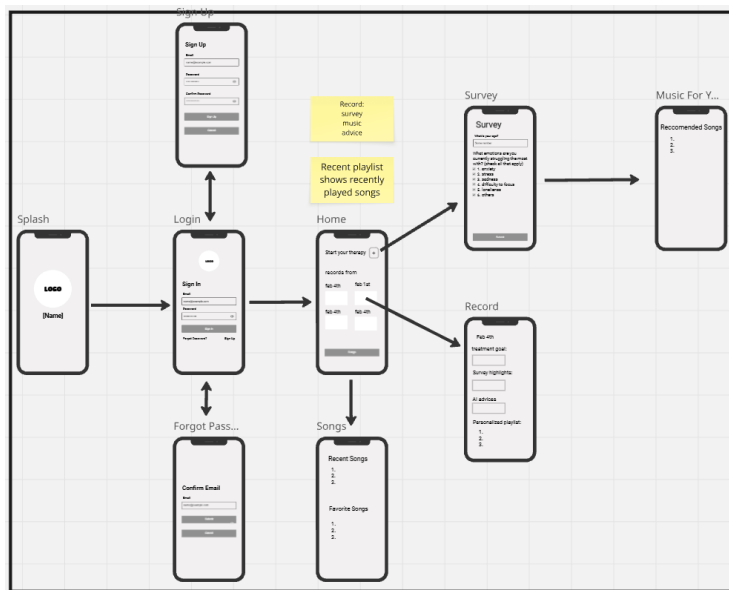 Sign Up
Sign Up
Email
Password
Confirm Password
Sign Up
Record:
survey
music
advice
Recent playlist
shows recently
played songs
Survey
Survey
What is your age?
What emotions are you
currently struggling the most
with? (check all that apply)
1. anxiety
2. stress
3. sadness
4. difficulty to focus
5. loneliness
6. others
Music For Y...
Reccomended Songs
1.
2.
3.
Splash
LOGO
[Name]
Login
LOGO
Sign In
Email
Password
Sign In
Forgot Password?
Sign Up
Home
Start your therapy +
records from
feb 4th
feb 1st
feb 4th
feb 4th
Songs
Record
Feb 4th
treatment goal:
Survey highlights:
AI advices
Personalized playlist:
1.
2.
3.
Forgot Pass...
Confirm Email
Email
Songs
Recent Songs
1.
2.
3.
Favorite Songs
1.
2.
3.